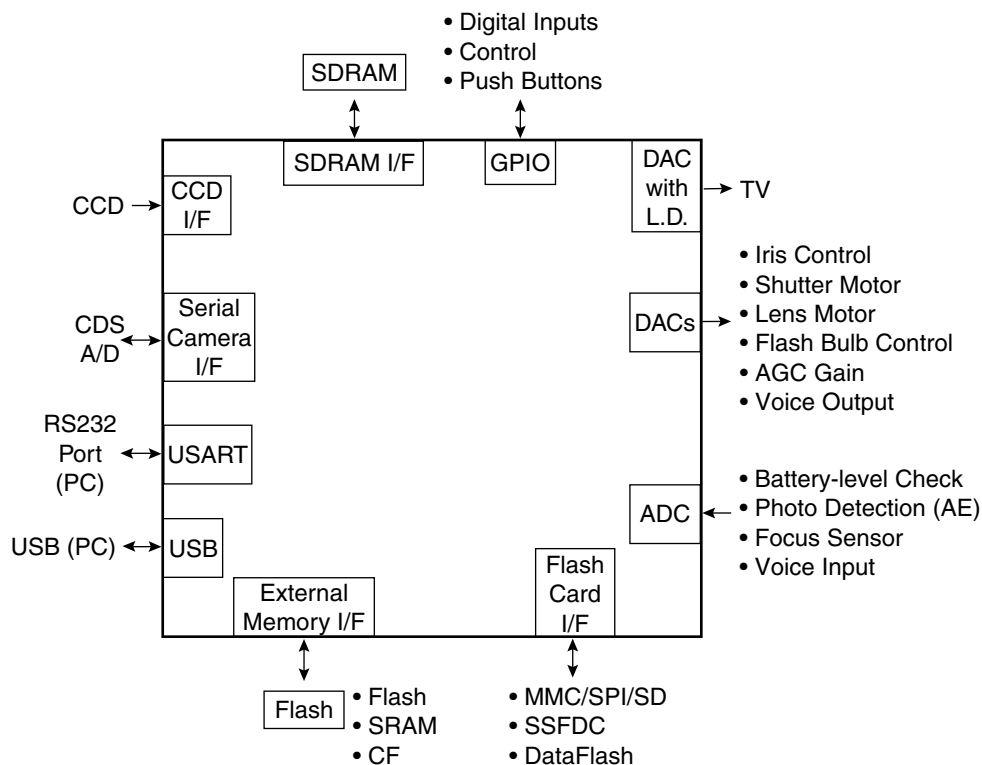 • Digital Inputs
• Control
• Push Buttons
SDRAM
SDRAM I/F
GPIO
DAC
with
L.D.
TV
CCD
CCD
I/F
• Iris Control
• Shutter Motor
• Lens Motor
• Flash Bulb Control
• AGC Gain
• Voice Output
DACs
CDS
A/D
Serial
Camera
I/F
RS232
Port
(PC)
USART
ADC
• Battery-level Check
• Photo Detection (AE)
• Focus Sensor
• Voice Input
USB (PC)
USB
External
Memory I/F
Flash
Card
I/F
Flash
• Flash
• SRAM
• CF
• MMC/SPI/SD
• SSFDC
• DataFlash